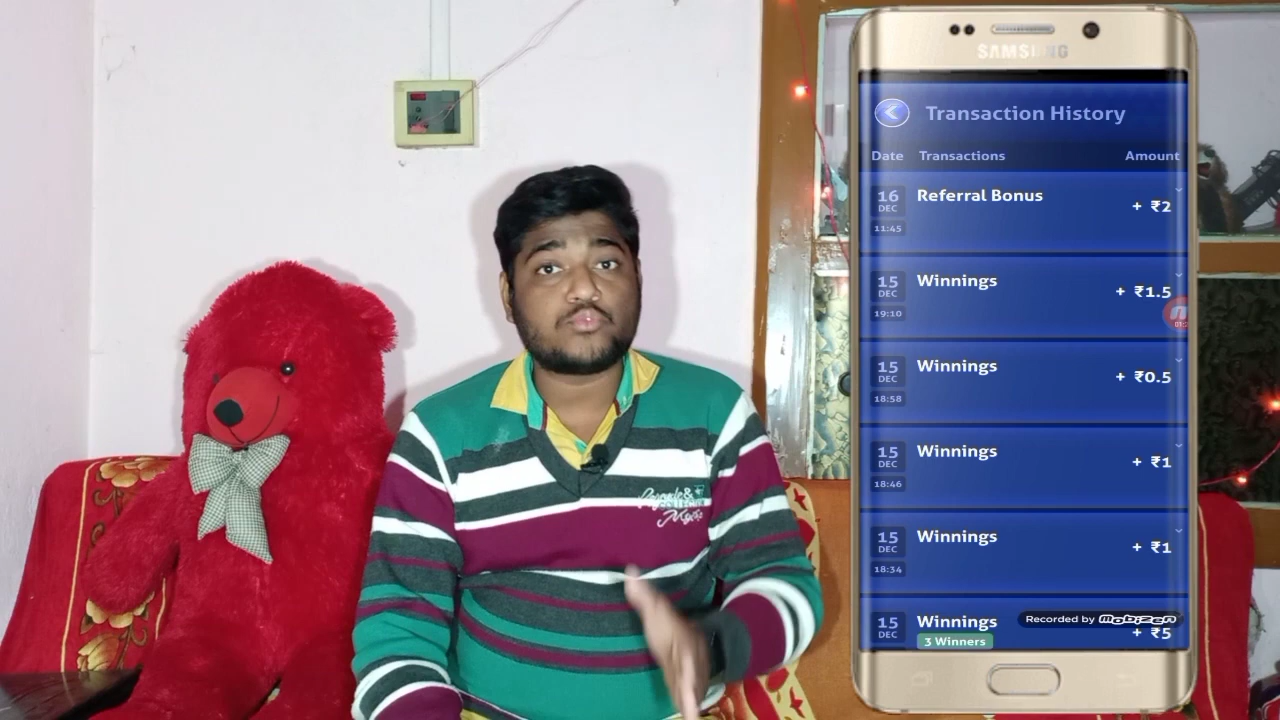 SAMSUNG
Transaction History
Date Transactions Amount
16 DEC 11:45 Referral Bonus + ₹2
15 DEC 19:10 Winnings + ₹1.5
15 DEC 18:58 Winnings + ₹0.5
15 DEC 18:46 Winnings + ₹1
15 DEC 18:34 Winnings + ₹1
15 DEC Winnings + ₹5
3 Winners
Recorded by Mobizen